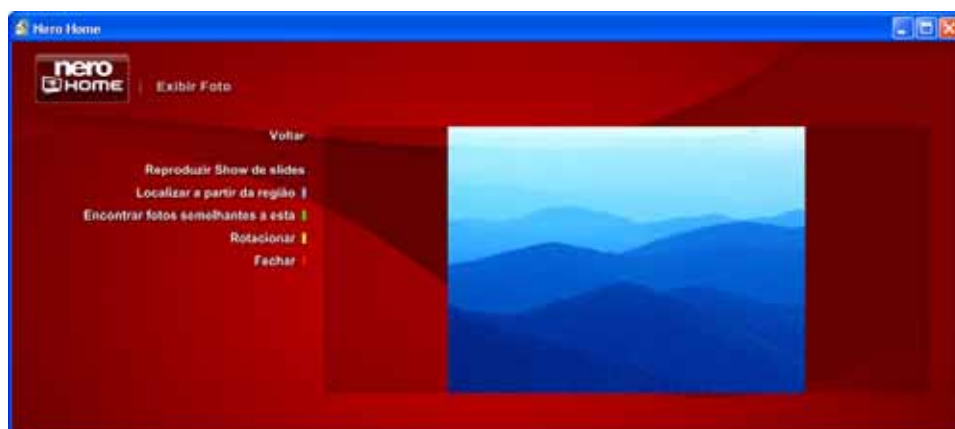 Nero Home
nero
HOME
Exibir Foto
Voltar
Reproduzir Show de slides
Localizar a partir da região
Encontrar fotos semelhantes a esta
Rotacionar
Fechar